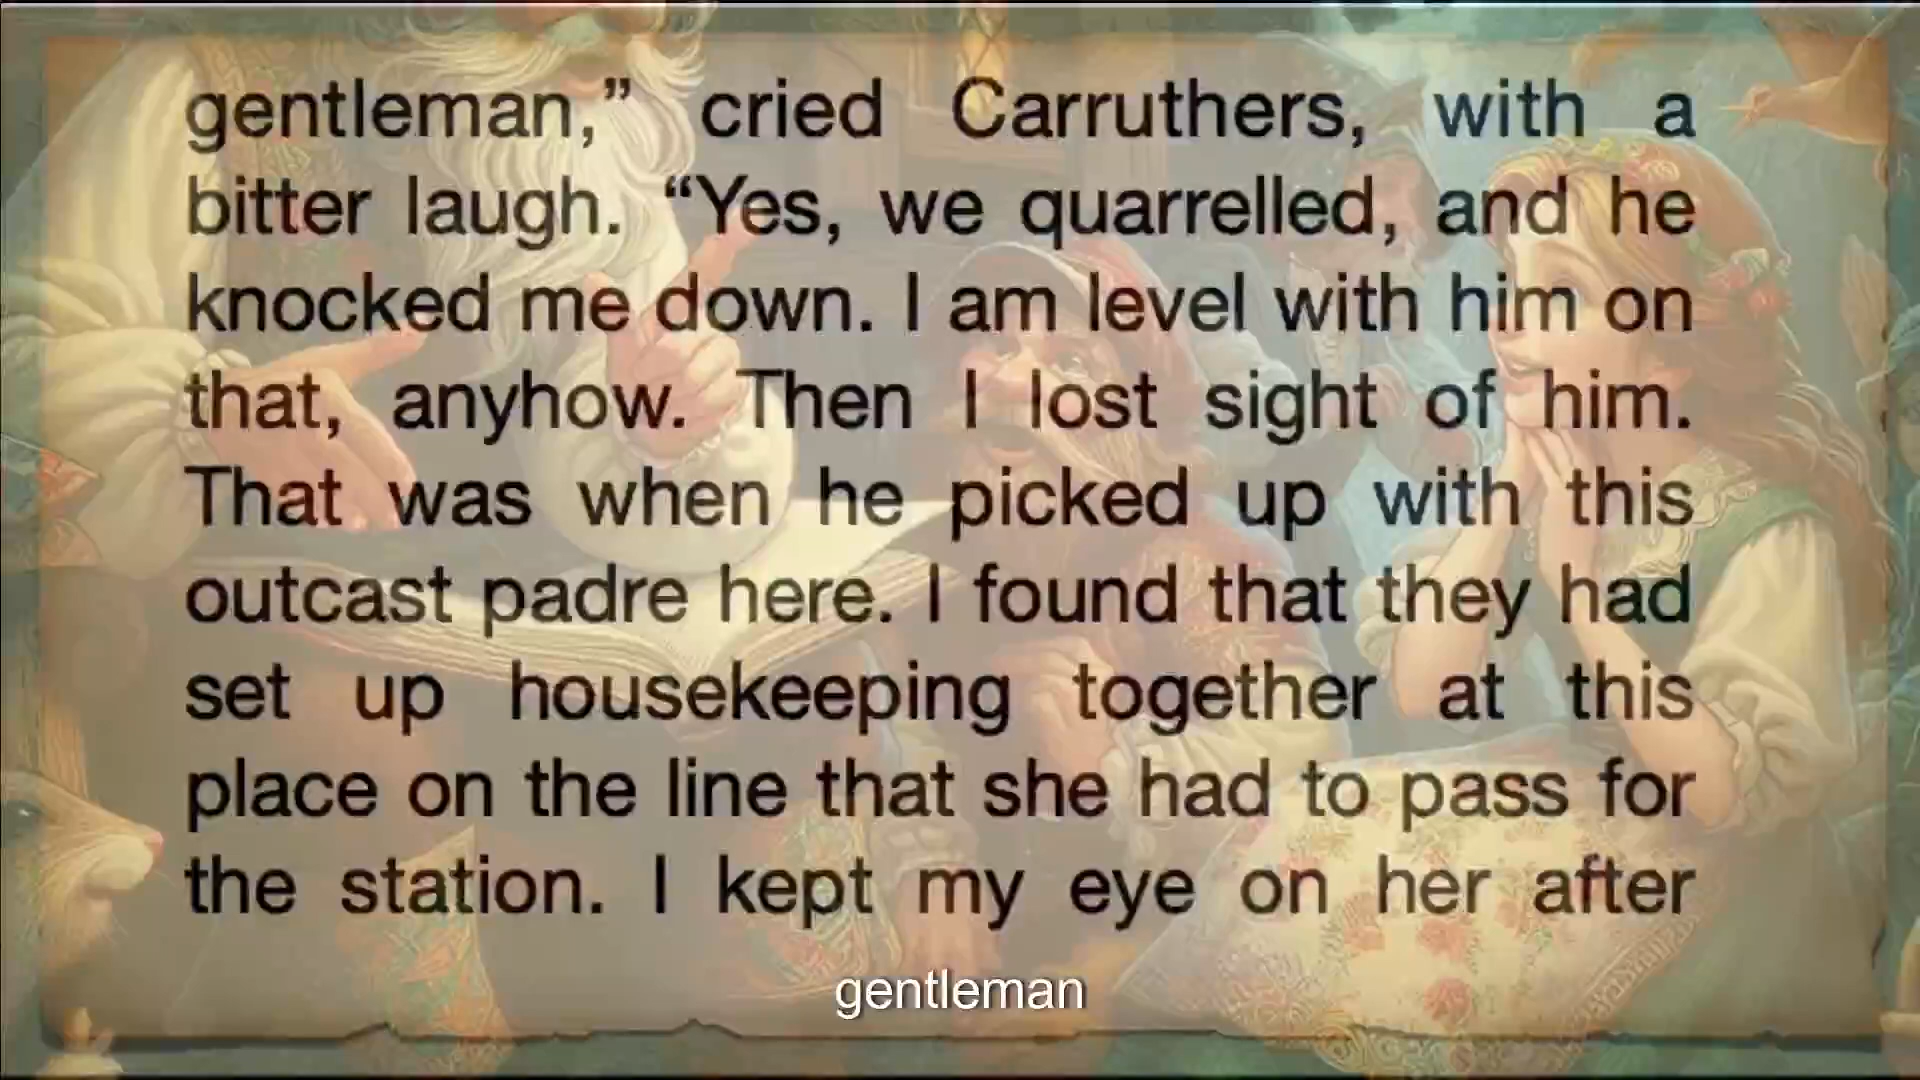 gentleman,” cried Carruthers, with a
bitter laugh. “Yes, we quarrelled, and he
knocked me down. I am level with him on
that, anyhow. Then I lost sight of him.
That was when he picked up with this
outcast padre here. I found that they had
set up housekeeping together at this
place on the line that she had to pass for
the station. I kept my eye on her after
gentleman